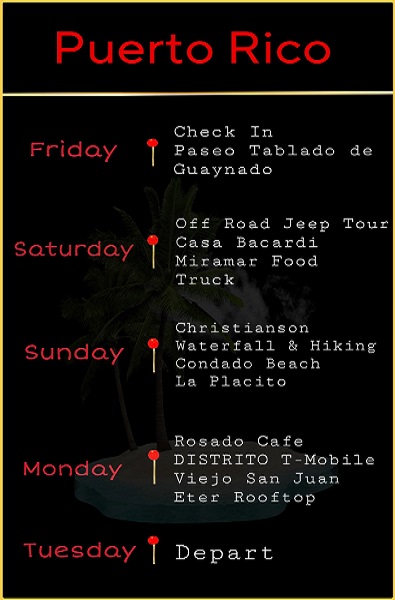 Puerto Rico
Friday
Check In
Paseo Tablado de
Guaynado
Saturday
Off Road Jeep Tour
Casa Bacardi
Miramar Food
Truck
Sunday
Christianson
Waterfall & Hiking
Condado Beach
La Placito
Monday
Rosado Cafe
DISTRITO T-Mobile
Viejo San Juan
Eter Rooftop
Tuesday
Depart